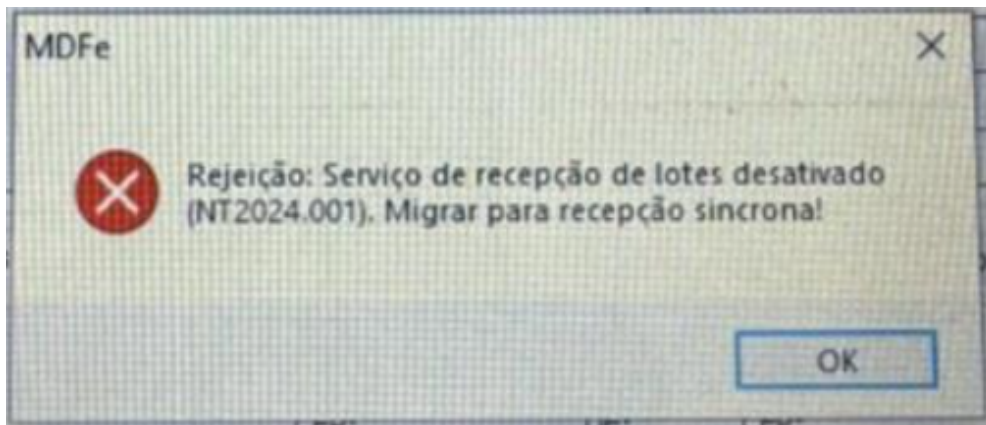 MDFe
Rejeição: Serviço de recepção de lotes desativado
(NT2024.001). Migrar para recepção sincrona!
OK